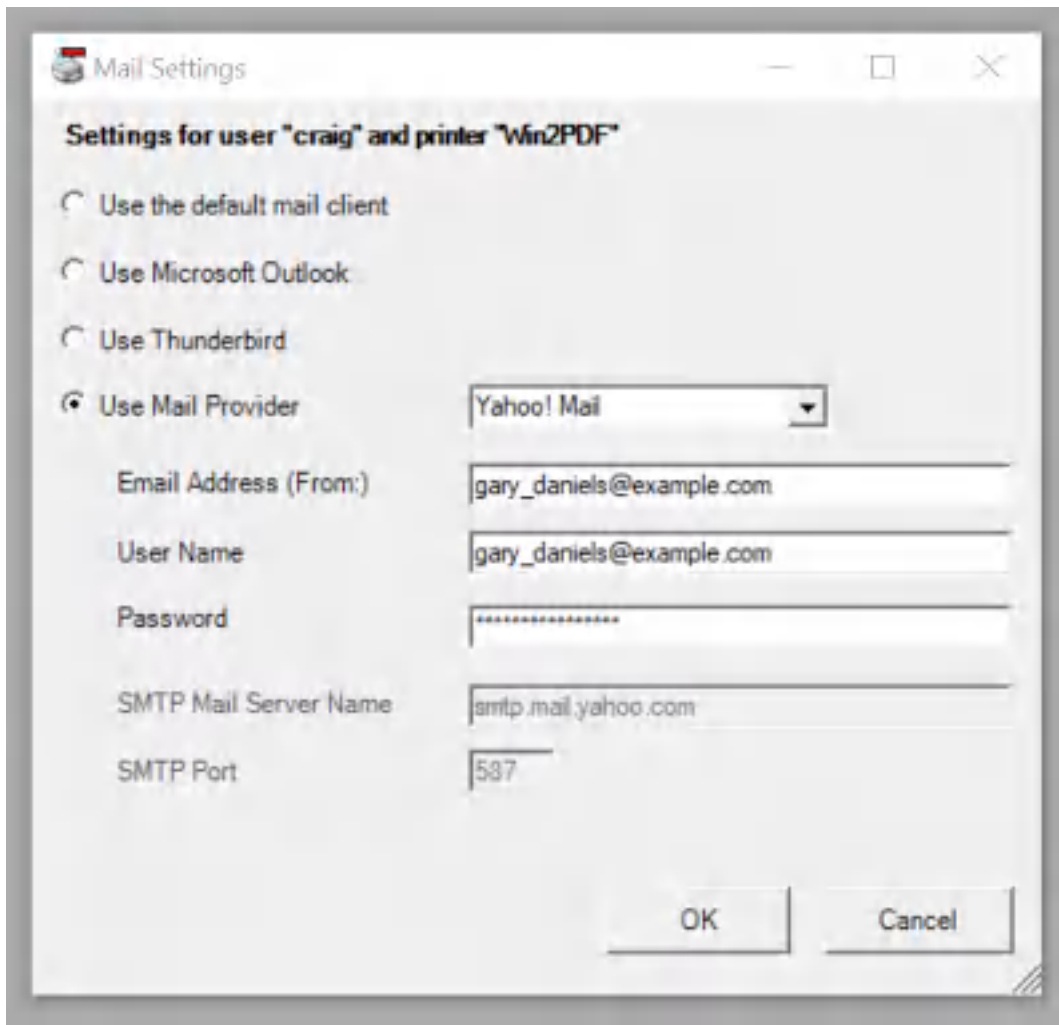 Mail Settings
Settings for user "craig" and printer "Win2PDF"
Use the default mail client
Use Microsoft Outlook
Use Thunderbird
Use Mail Provider Yahoo! Mail
Email Address (From:) gary_daniels@example.com
User Name gary_daniels@example.com
Password ****************
SMTP Mail Server Name smtp.mail.yahoo.com
SMTP Port 587
OK Cancel